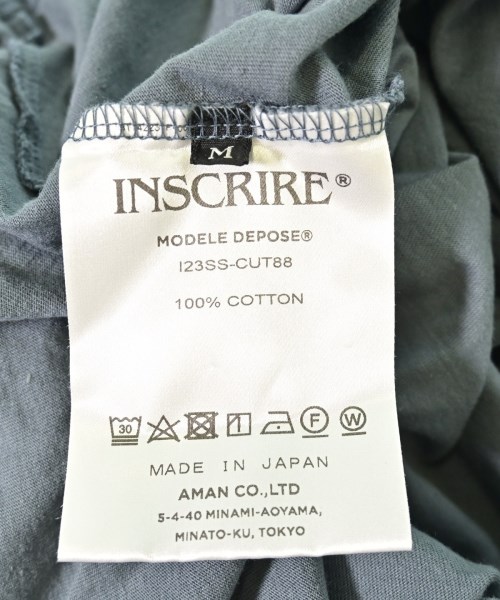 M
INSCRIRE®
MODELE DEPOSE®
I23SS-CUT88
100% COTTON
30 F W
MADE IN JAPAN
AMAN CO.,LTD
5-4-40 MINAMI-AOYAMA,
MINATO-KU, TOKYO